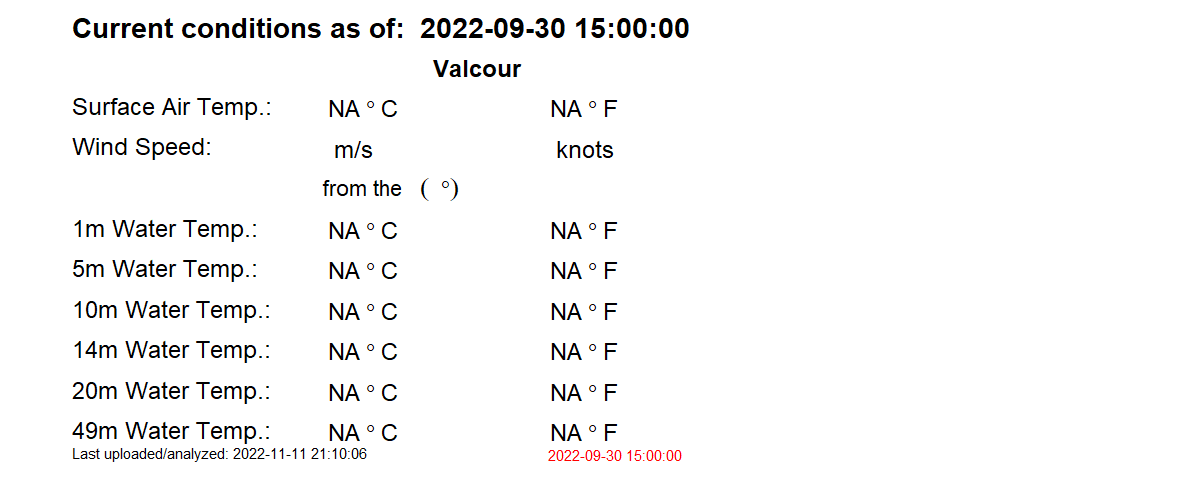 Current conditions as of: 2022-09-30 15:00:00
Valcour
Surface Air Temp.: NA ° C NA ° F
Wind Speed: m/s knots
from the ( °)
1m Water Temp.: NA ° C NA ° F
5m Water Temp.: NA ° C NA ° F
10m Water Temp.: NA ° C NA ° F
14m Water Temp.: NA ° C NA ° F
20m Water Temp.: NA ° C NA ° F
49m Water Temp.: NA ° C NA ° F
Last uploaded/analyzed: 2022-11-11 21:10:06 2022-09-30 15:00:00